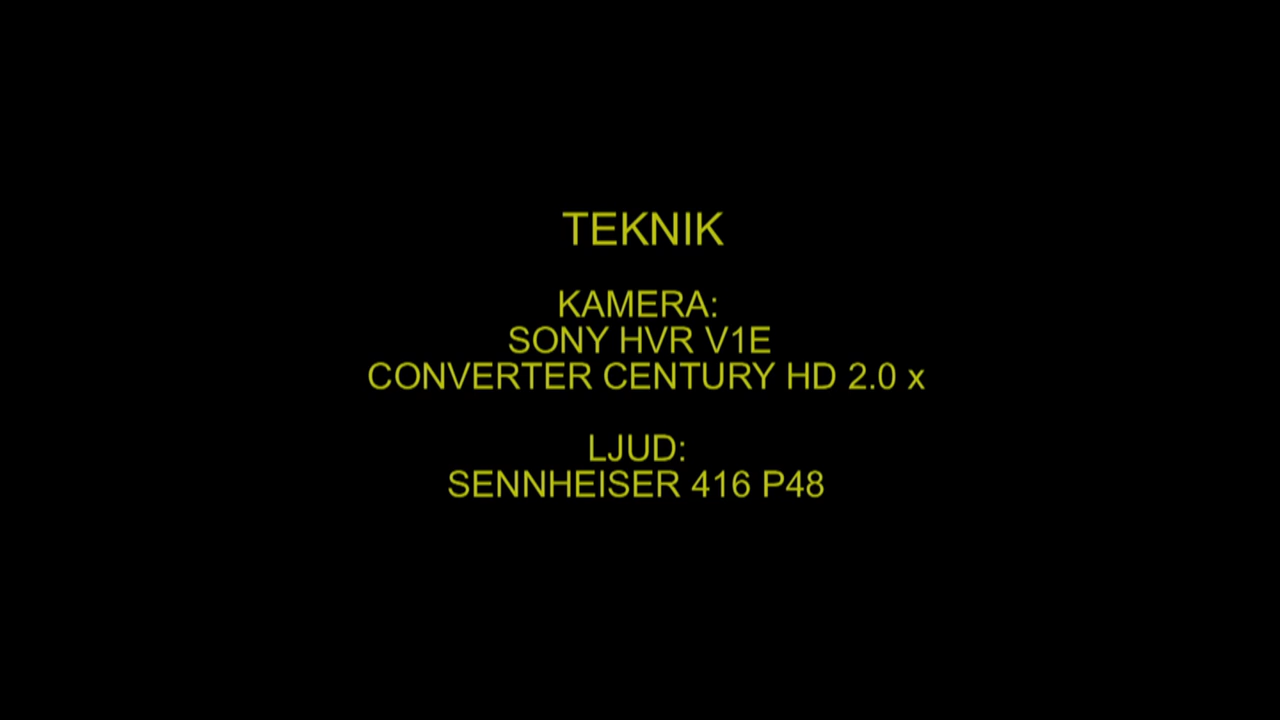 TEKNIK
KAMERA:
SONY HVR V1E
CONVERTER CENTURY HD 2.0 x
LJUD:
SENNHEISER 416 P48